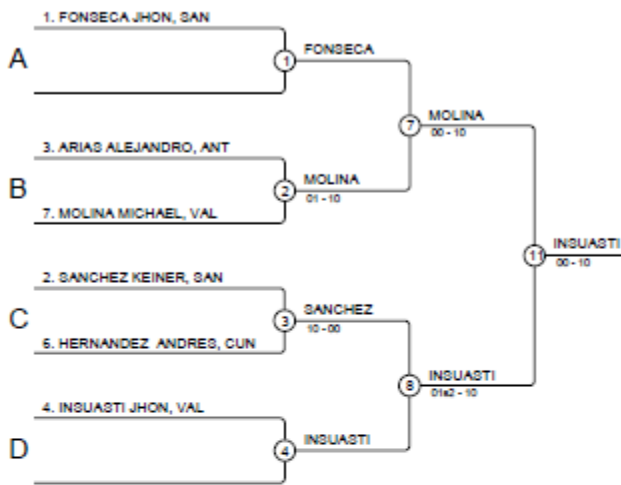 1. FONSECA JHON, SAN
A
1
FONSECA
7
MOLINA
00 - 10
3. ARIAS ALEJANDRO, ANT
B
2
MOLINA
01 - 10
7. MOLINA MICHAEL, VAL
11
INSUASTI
00 - 10
2. SANCHEZ KEINER, SAN
C
3
SANCHEZ
10 - 00
6. HERNANDEZ ANDRES, CUN
8
INSUASTI
01s2 - 10
4. INSUASTI JHON, VAL
D
4
INSUASTI